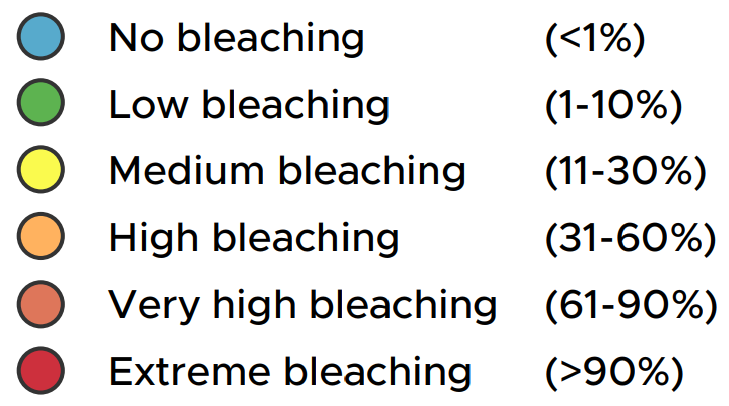 No bleaching (<1%)
Low bleaching (1-10%)
Medium bleaching (11-30%)
High bleaching (31-60%)
Very high bleaching (61-90%)
Extreme bleaching (>90%)